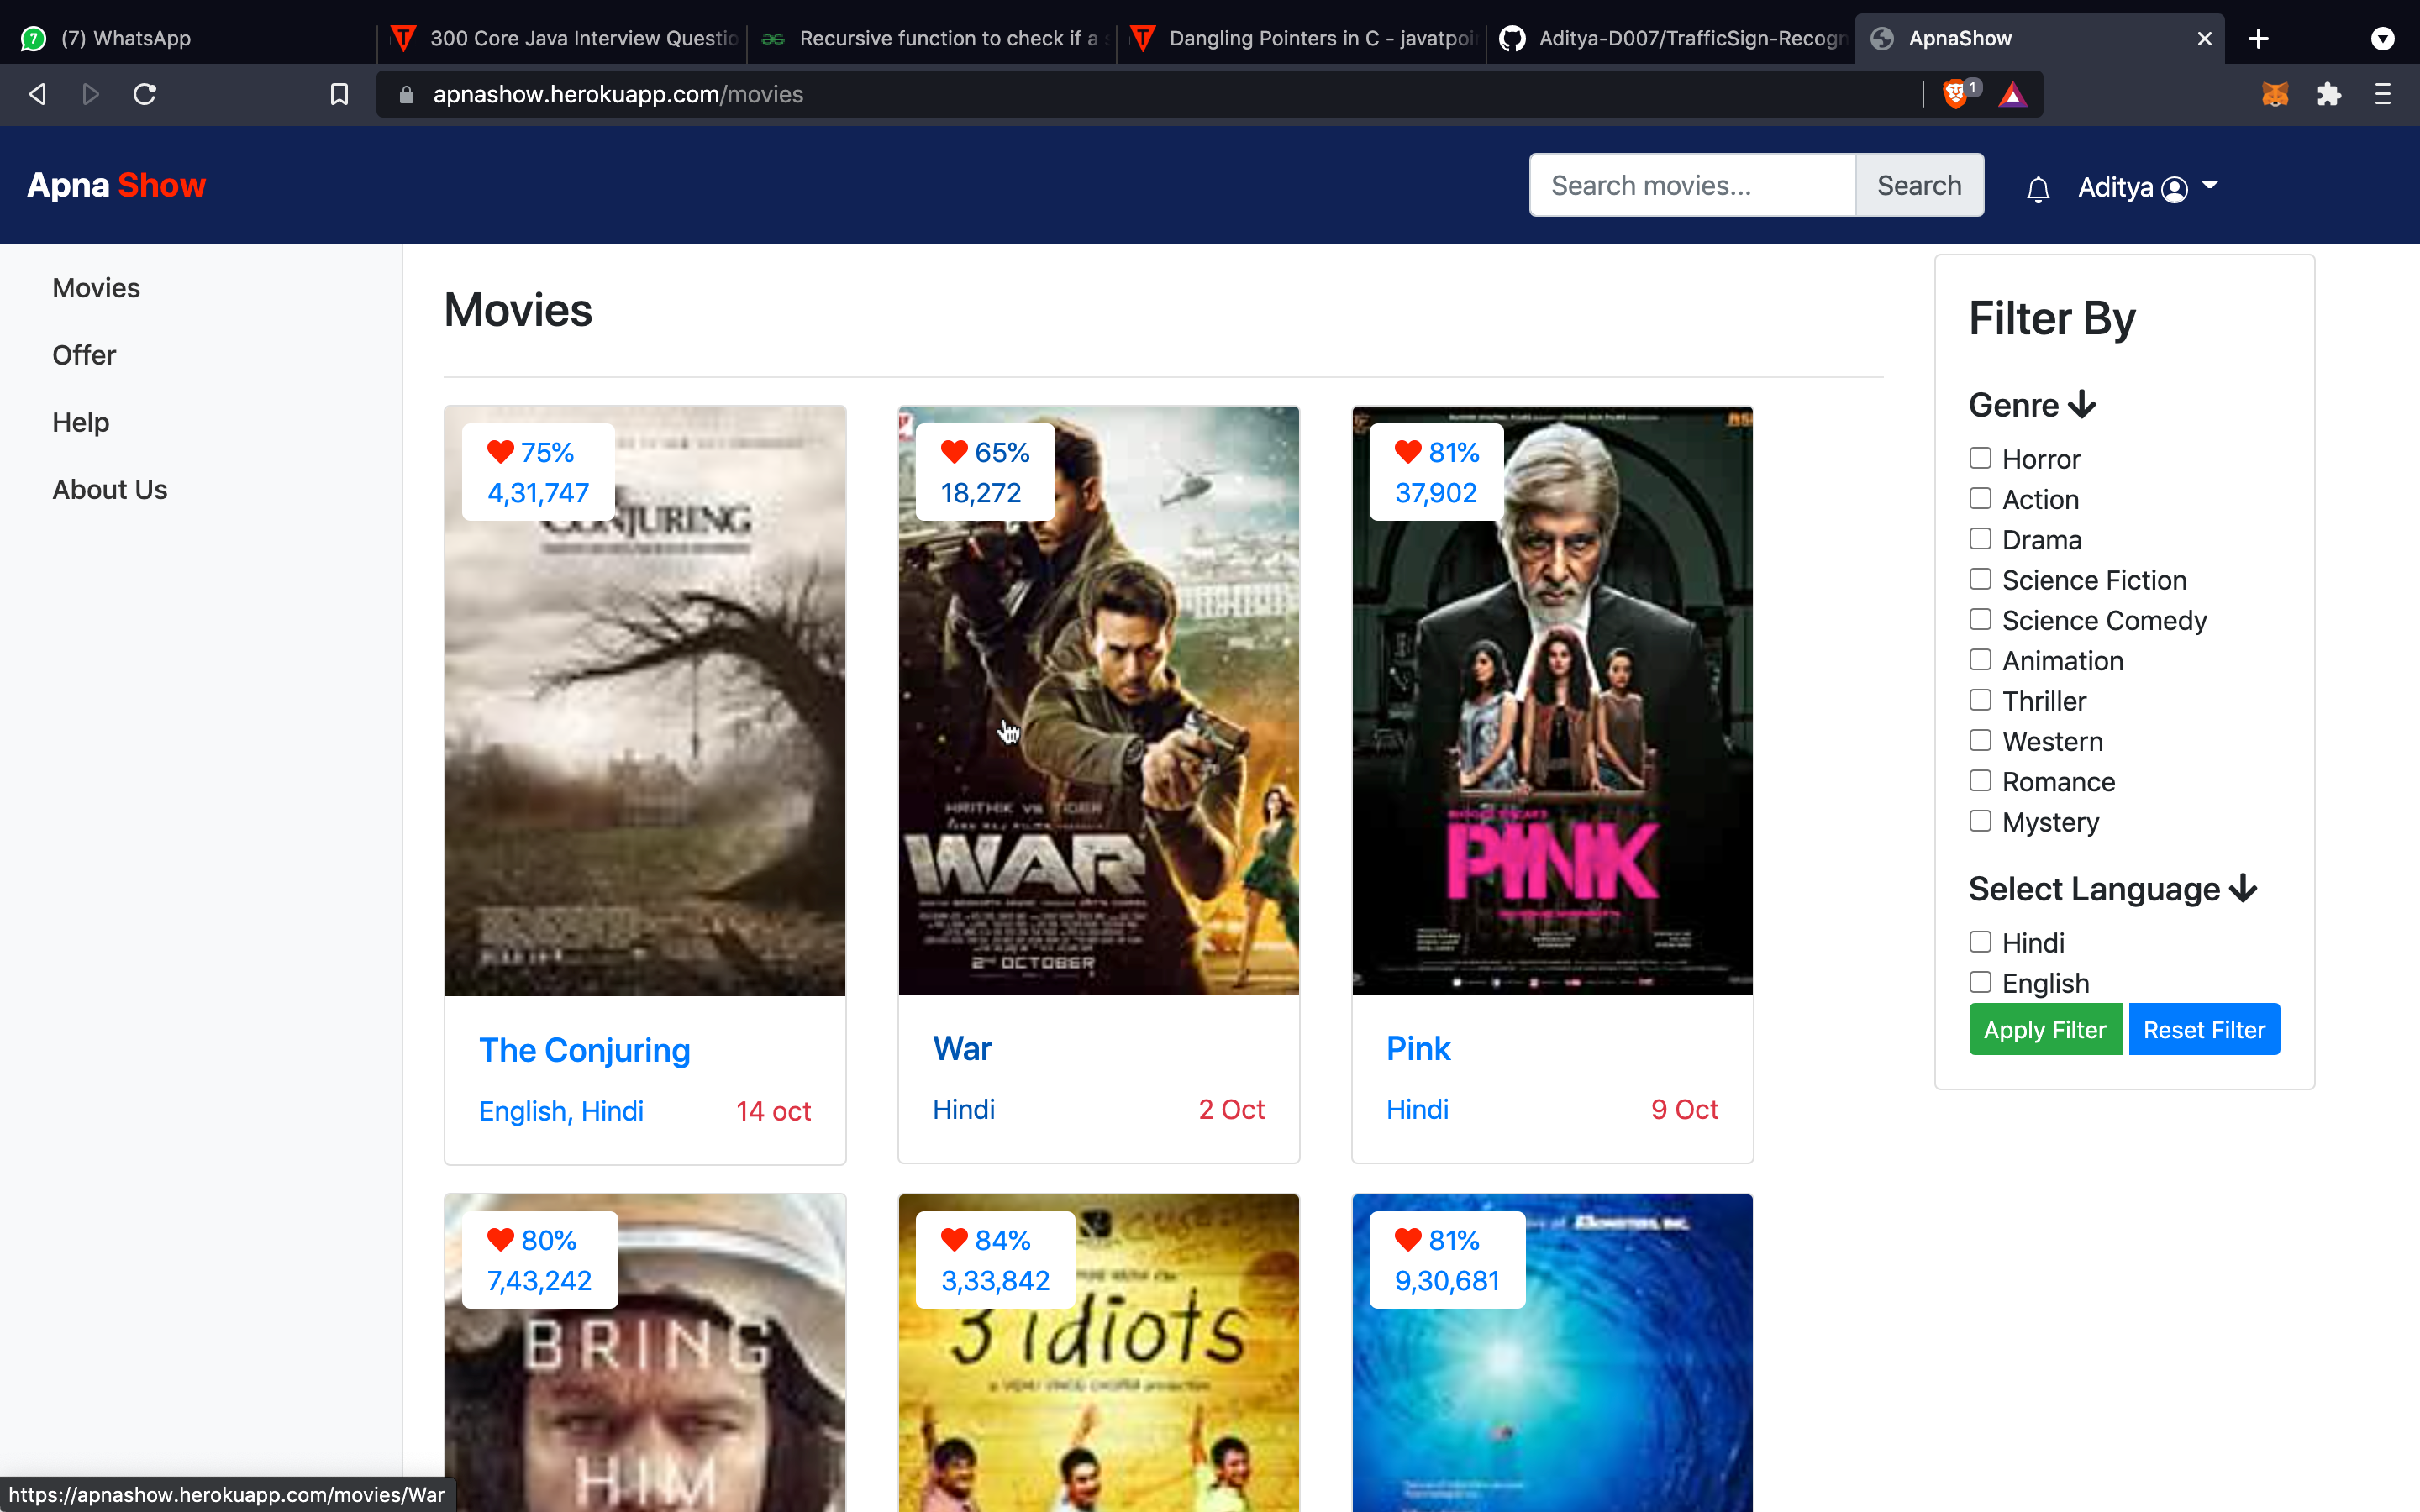 (7) WhatsApp
300 Core Java Interview Questio
Recursive function to check if a s
Dangling Pointers in C - javatpoin
Aditya-D007/TrafficSign-Recogn
ApnaShow
apnashow.herokuapp.com/movies
1
Apna Show
Search movies...
Search
Aditya
Movies
Offer
Help
About Us
Movies
75%
4,31,747
CONJURING
The Conjuring
English, Hindi
14 oct
65%
18,272
HRITHIK VS TIGER
WAR
2ND OCTOBER
War
Hindi
2 Oct
81%
37,902
PINK
Pink
Hindi
9 Oct
80%
7,43,242
BRING
HIM
84%
3,33,842
3 idiots
81%
9,30,681
MONSTERS, INC.
Filter By
Genre
Horror
Action
Drama
Science Fiction
Science Comedy
Animation
Thriller
Western
Romance
Mystery
Select Language
Hindi
English
Apply Filter
Reset Filter
https://apnashow.herokuapp.com/movies/War